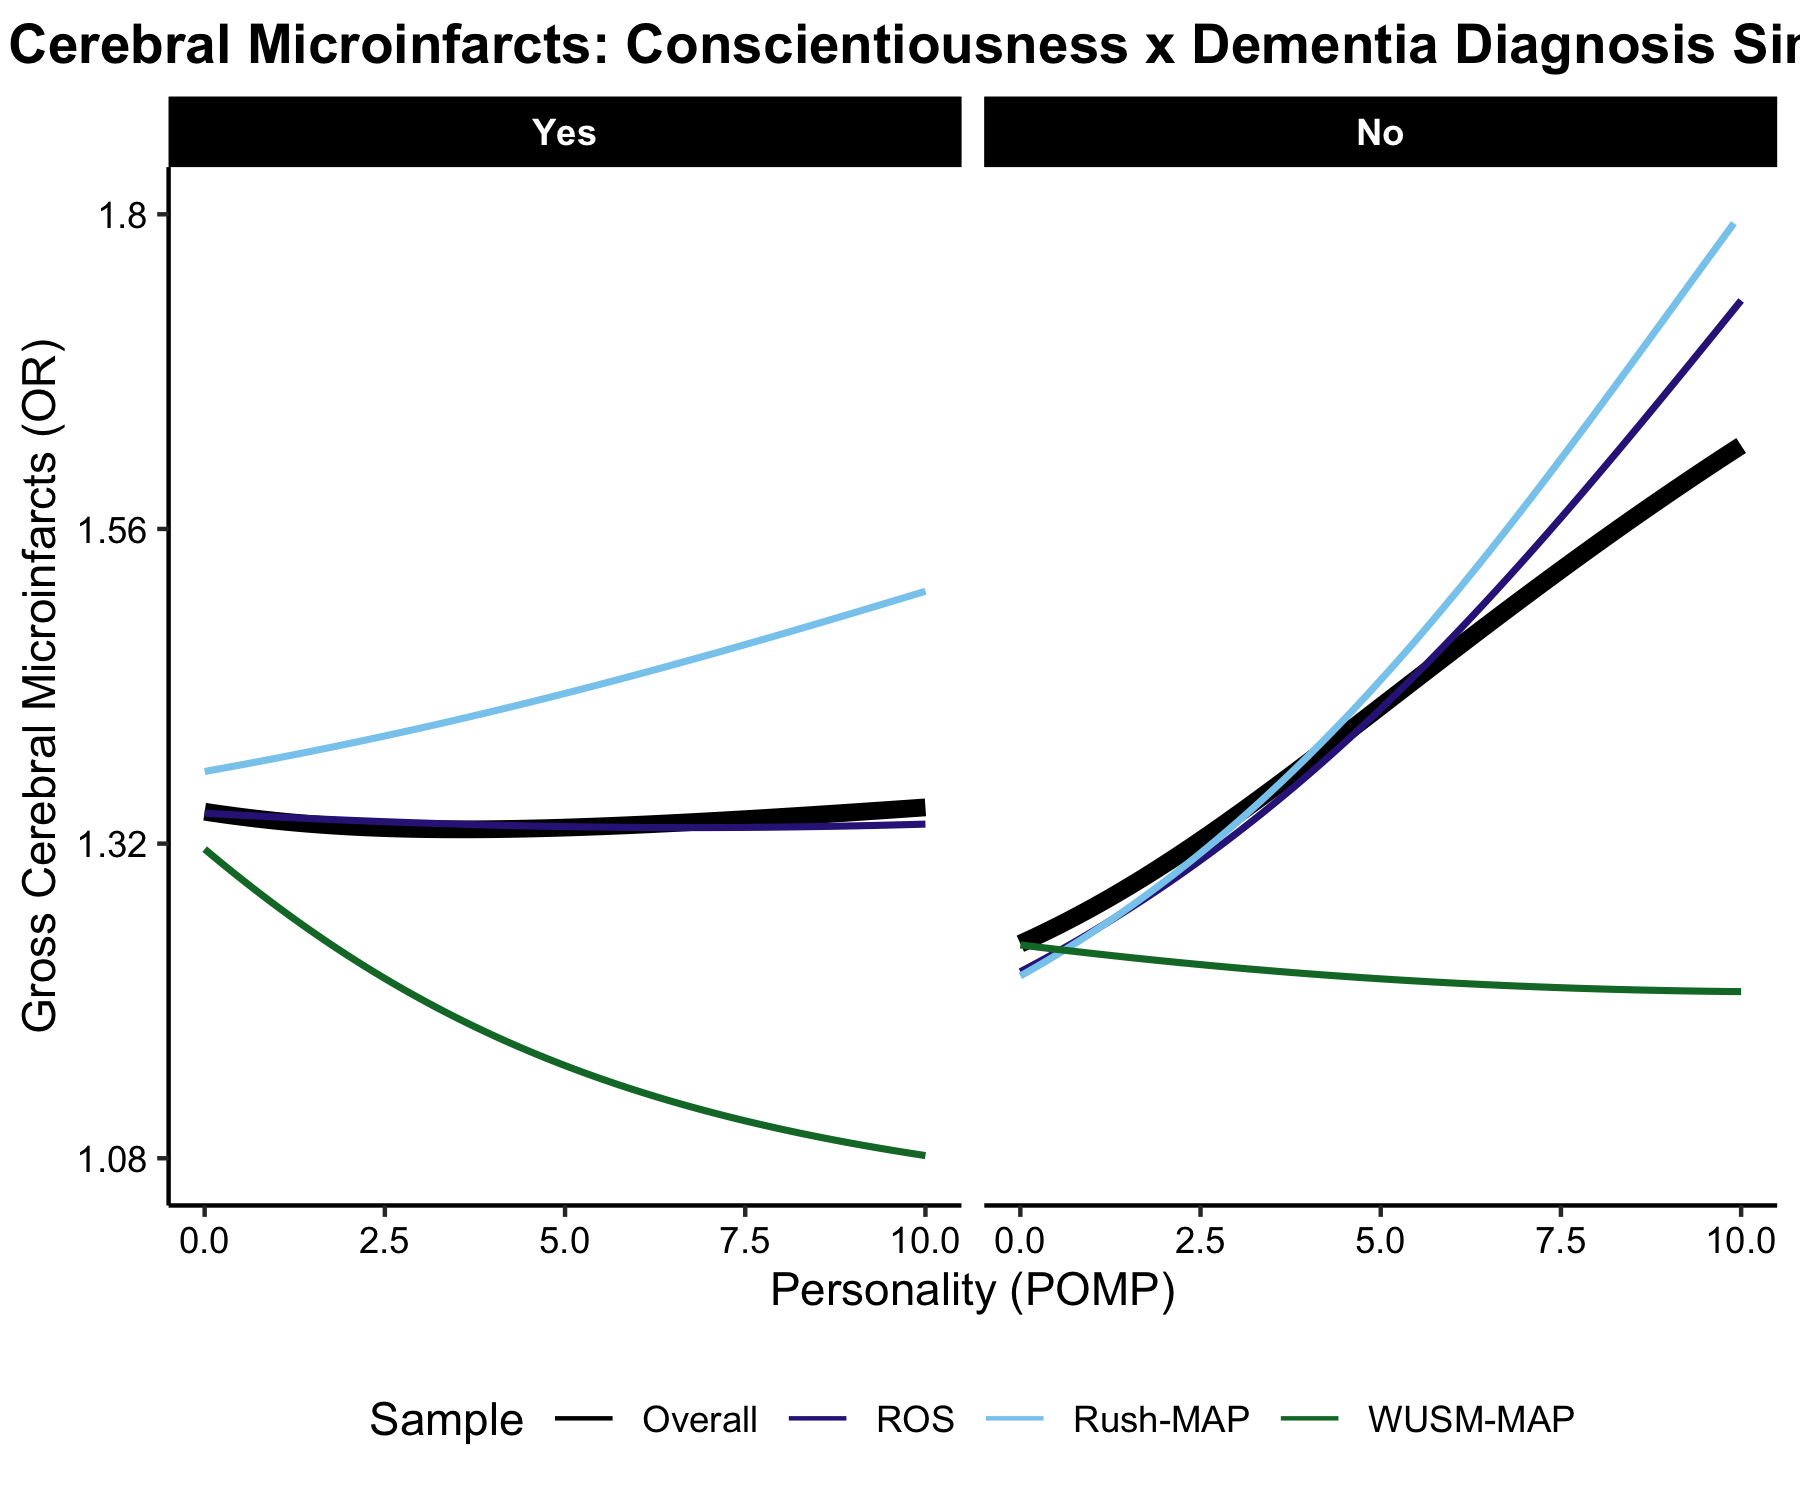 Cerebral Microinfarcts: Conscientiousness x Dementia Diagnosis
Yes No
Gross Cerebral Microinfarcts (OR)
1.8
1.56
1.32
1.08
0.0 2.5 5.0 7.5 10.0 0.0 2.5 5.0 7.5 10.0
Personality (POMP)
Sample Overall ROS Rush-MAP WUSM-MAP